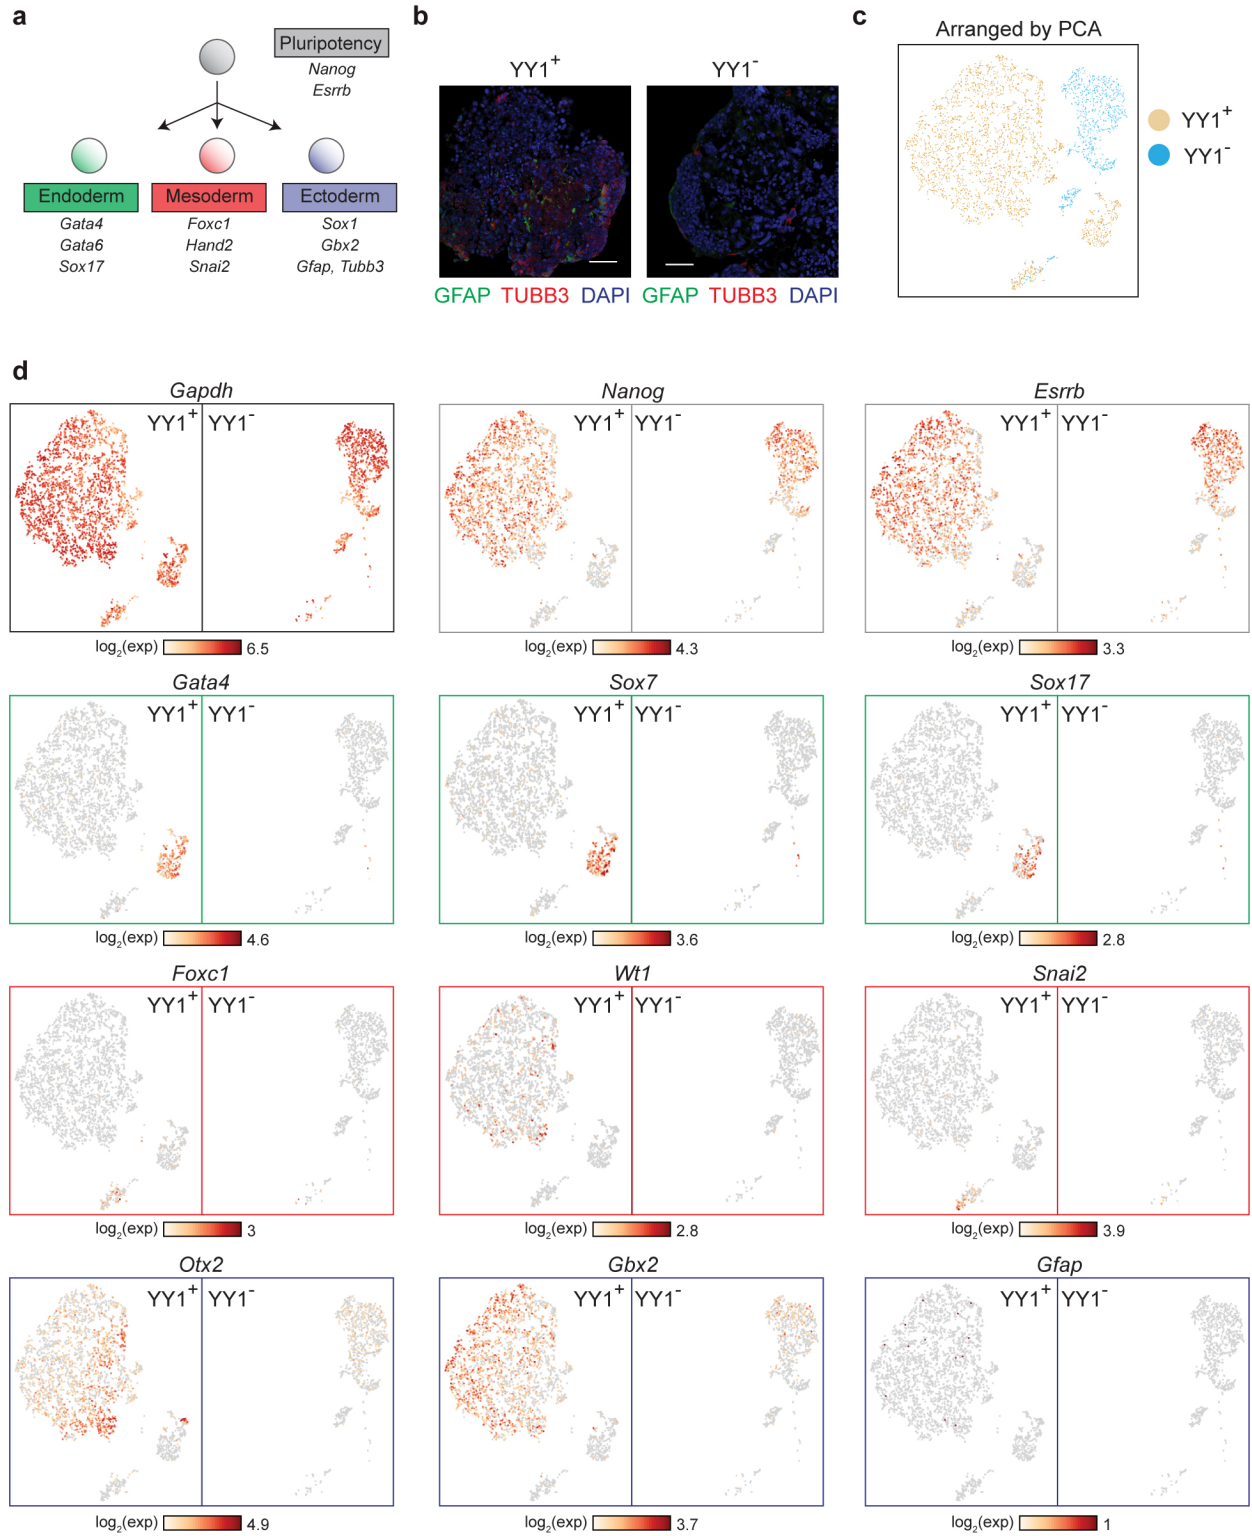 a
Pluripotency
Nanog
Esrrb
Endoderm
Mesoderm
Ectoderm
Gata4
Foxc1
Sox1
Gata6
Hand2
Gbx2
Sox17
Snai2
Gfap, Tubb3
b
YY1+
YY1-
GFAP TUBB3 DAPI
GFAP TUBB3 DAPI
c
Arranged by PCA
YY1+
YY1-
d
Gapdh
YY1+ YY1-
log2(exp) 6.5
Nanog
YY1+ YY1-
log2(exp) 4.3
Esrrb
YY1+ YY1-
log2(exp) 3.3
Gata4
YY1+ YY1-
log2(exp) 4.6
Sox7
YY1+ YY1-
log2(exp) 3.6
Sox17
YY1+ YY1-
log2(exp) 2.8
Foxc1
YY1+ YY1-
log2(exp) 3
Wt1
YY1+ YY1-
log2(exp) 2.8
Snai2
YY1+ YY1-
log2(exp) 3.9
Otx2
YY1+ YY1-
log2(exp) 4.9
Gbx2
YY1+ YY1-
log2(exp) 3.7
Gfap
YY1+ YY1-
log2(exp) 1